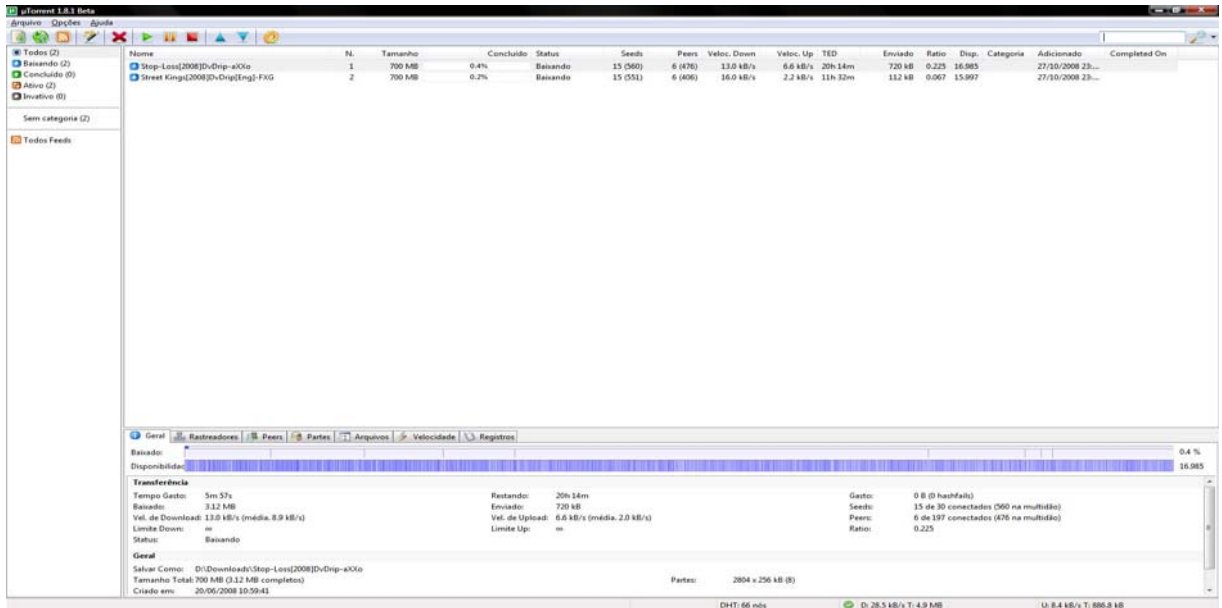 µTorrent 1.8.1 Beta
Arquivo Opções Ajuda
Todos (2)
Baixando (2)
Concluído (0)
Ativo (2)
Invativo (0)
Sem categoria (2)
Todos Feeds
Nome N. Tamanho Concluído Status Seeds Peers Veloc. Down Veloc. Up TED Enviado Ratio Disp. Categoria Adicionado Completed On
Stop-Loss[2008]DvDrip-aXXo 1 700 MB 0.4% Baixando 15 (560) 6 (476) 13.0 kB/s 6.6 kB/s 20h 14m 720 kB 0.225 16.985 27/10/2008 23:...
Street Kings[2008]DvDrip[Eng]-FXG 2 700 MB 0.2% Baixando 15 (551) 6 (406) 16.0 kB/s 2.2 kB/s 11h 32m 112 kB 0.067 15.997 27/10/2008 23:...
Geral Rastreadores Peers Partes Arquivos Velocidade Registros
Baixado: 0.4 %
Disponibilidad 16.985
Transferência
Tempo Gasto: 5m 57s Restando: 20h 14m Gasto: 0 B (0 hashfails)
Baixado: 3.12 MB Enviado: 720 kB Seeds: 15 de 30 conectados (560 na multidão)
Vel. de Download: 13.0 kB/s (média. 8.9 kB/s) Vel. de Upload: 6.6 kB/s (média. 2.0 kB/s) Peers: 6 de 197 conectados (476 na multidão)
Limite Down: ∞ Limite Up: ∞ Ratio: 0.225
Status: Baixando
Geral
Salvar Como: D:\Downloads\Stop-Loss[2008]DvDrip-aXXo
Tamanho Total: 700 MB (3.12 MB completos) Partes: 2804 x 256 kB (8)
Criado em: 20/06/2008 10:59:41
DHT: 66 nós D: 28.5 kB/s T: 4.9 MB U: 8.4 kB/s T: 886.8 kB